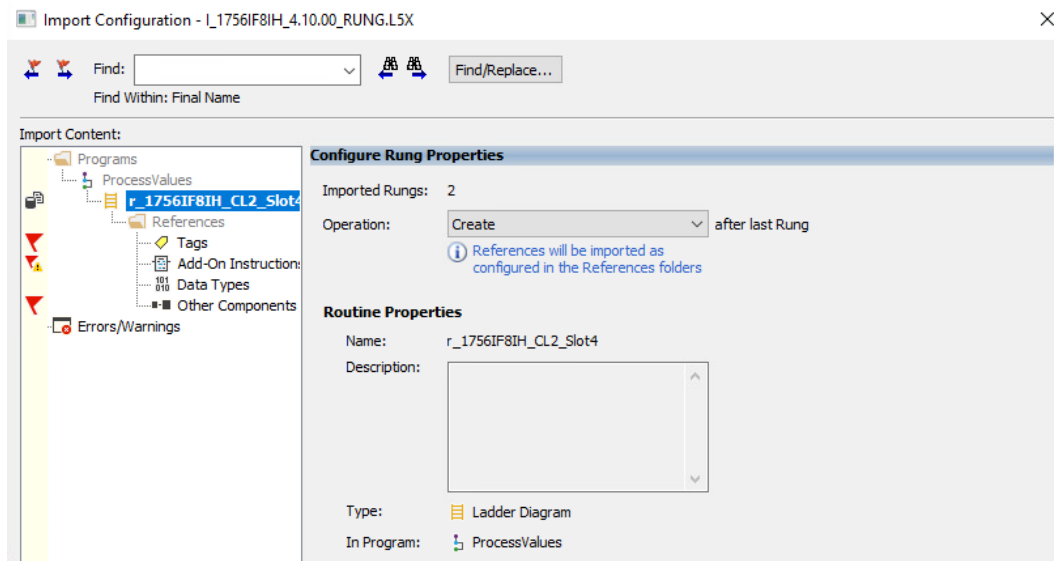 Import Configuration - I_1756IF8IH_4.10.00_RUNG.L5X
Find:
Find/Replace...
Find Within: Final Name
Import Content:
Programs
ProcessValues
r_1756IF8IH_CL2_Slot4
References
Tags
Add-On Instructions
Data Types
Other Components
Errors/Warnings
Configure Rung Properties
Imported Rungs: 2
Operation: Create after last Rung
References will be imported as
configured in the References folders
Routine Properties
Name: r_1756IF8IH_CL2_Slot4
Description:
Type: Ladder Diagram
In Program: ProcessValues